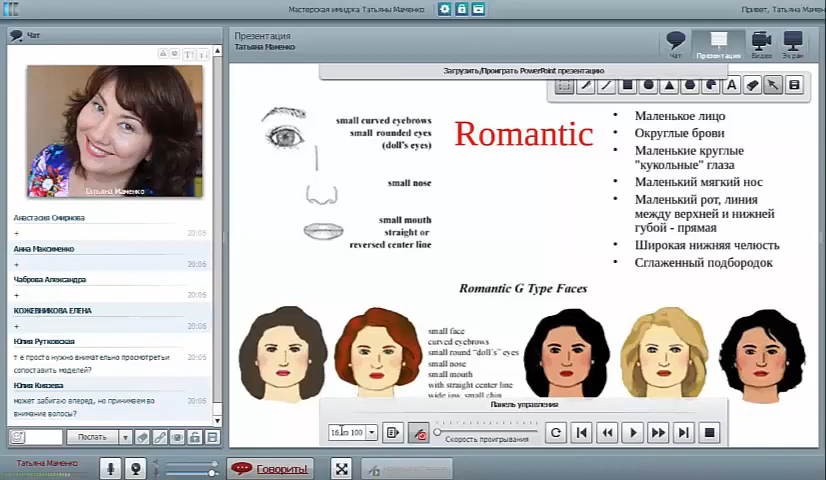 Мастерская имиджа Татьяны Маменко
Привет, Татьяна Мамен
Чат
Презентация
Татьяна Маменко
Чат
Презентация
Видео
Экран
Загрузить/Проиграть PowerPoint презентацию
Татьяна Маменко
Анастасия Смирнова
+
20:06
Анна Максименко
+
20:06
Чаброва Александра
+
20:06
КОЖЕВНИКОВА ЕЛЕНА
+
20:06
Юлия Рутковская
т е просто нужно внимательно просмотреть и
сопоставить моделей?
20:06
Юлия Князева
может забигаю вперед, но принимаем во
внимание волосы?
20:06
Послать
Татьяна Маменко
Говорить!
small curved eyebrows
small rounded eyes
(doll's eyes)
small nose
small mouth
straight or
reversed center line
Romantic
• Маленькое лицо
• Округлые брови
• Маленькие круглые
"кукольные" глаза
• Маленький мягкий нос
• Маленький рот, линия
между верхней и нижней
губой - прямая
• Широкая нижняя челюсть
• Сглаженный подбородок
Romantic G Type Faces
small face
curved eyebrows
small round "doll's" eyes
small nose
small mouth
with straight center line
wide jaw, small chin
Панель управления
Скорость проигрывания